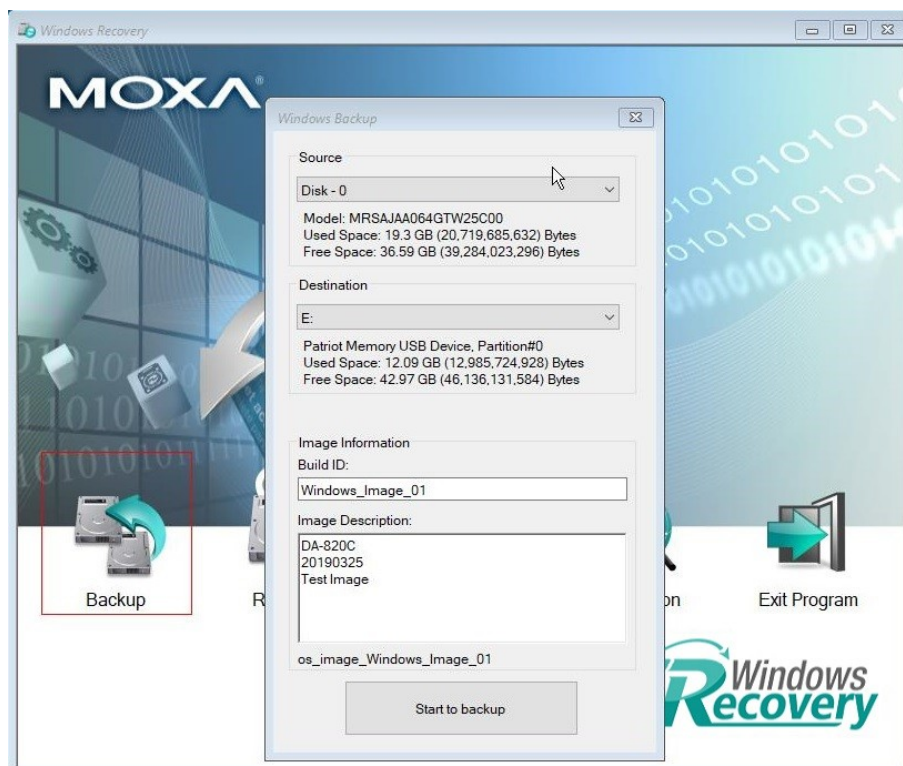 Windows Recovery
MOXA®
Windows Backup
Source
Disk - 0
Model: MRSAJAA064GTW25C00
Used Space: 19.3 GB (20,719,685,632) Bytes
Free Space: 36.59 GB (39,284,023,296) Bytes
Destination
E:
Patriot Memory USB Device, Partition#0
Used Space: 12.09 GB (12,985,724,928) Bytes
Free Space: 42.97 GB (46,136,131,584) Bytes
Image Information
Build ID:
Windows_Image_01
Image Description:
DA-820C
20190325
Test Image
os_image_Windows_Image_01
Start to backup
Backup
Exit Program
Windows
Recovery